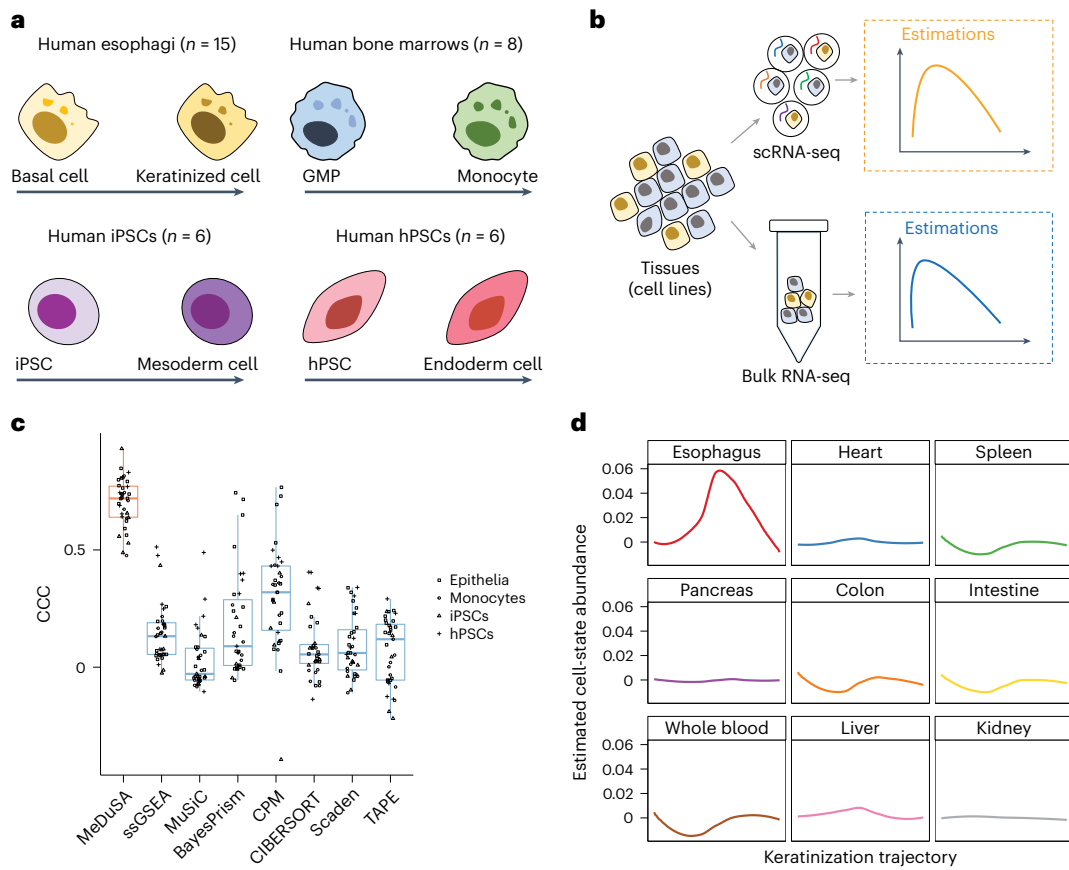 a
Human esophagi (n = 15)
Human bone marrows (n = 8)
Basal cell
Keratinized cell
GMP
Monocyte
Human iPSCs (n = 6)
Human hPSCs (n = 6)
iPSC
Mesoderm cell
hPSC
Endoderm cell
b
Tissues
(cell lines)
scRNA-seq
Bulk RNA-seq
Estimations
Estimations
c
CCC
0.5
0
MeDuSA
ssGSEA
MuSiC
BayesPrism
CPM
CIBERSORT
Scaden
TAPE
Epithelia
Monocytes
iPSCs
hPSCs
d
Estimated cell-state abundance
Esophagus
Heart
Spleen
0.06
0.04
0.02
0
Pancreas
Colon
Intestine
0.06
0.04
0.02
0
Whole blood
Liver
Kidney
0.06
0.04
0.02
0
Keratinization trajectory